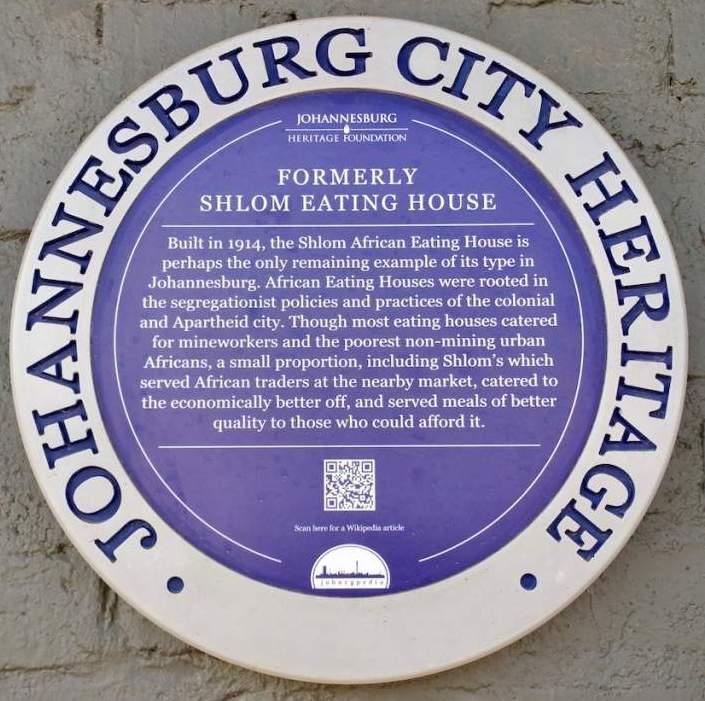 JOHANNESBURG CITY HERITAGE
JOHANNESBURG
HERITAGE FOUNDATION
FORMERLY
SHLOM EATING HOUSE
Built in 1914, the Shlom African Eating House is
perhaps the only remaining example of its type in
Johannesburg. African Eating Houses were rooted in
the segregationist policies and practices of the colonial
and Apartheid city. Though most eating houses catered
for mineworkers and the poorest non-mining urban
Africans, a small proportion, including Shlom's which
served African traders at the nearby market, catered to
the economically better off, and served meals of better
quality to those who could afford it.
Scan here for a Wikipedia article
joburgpedia